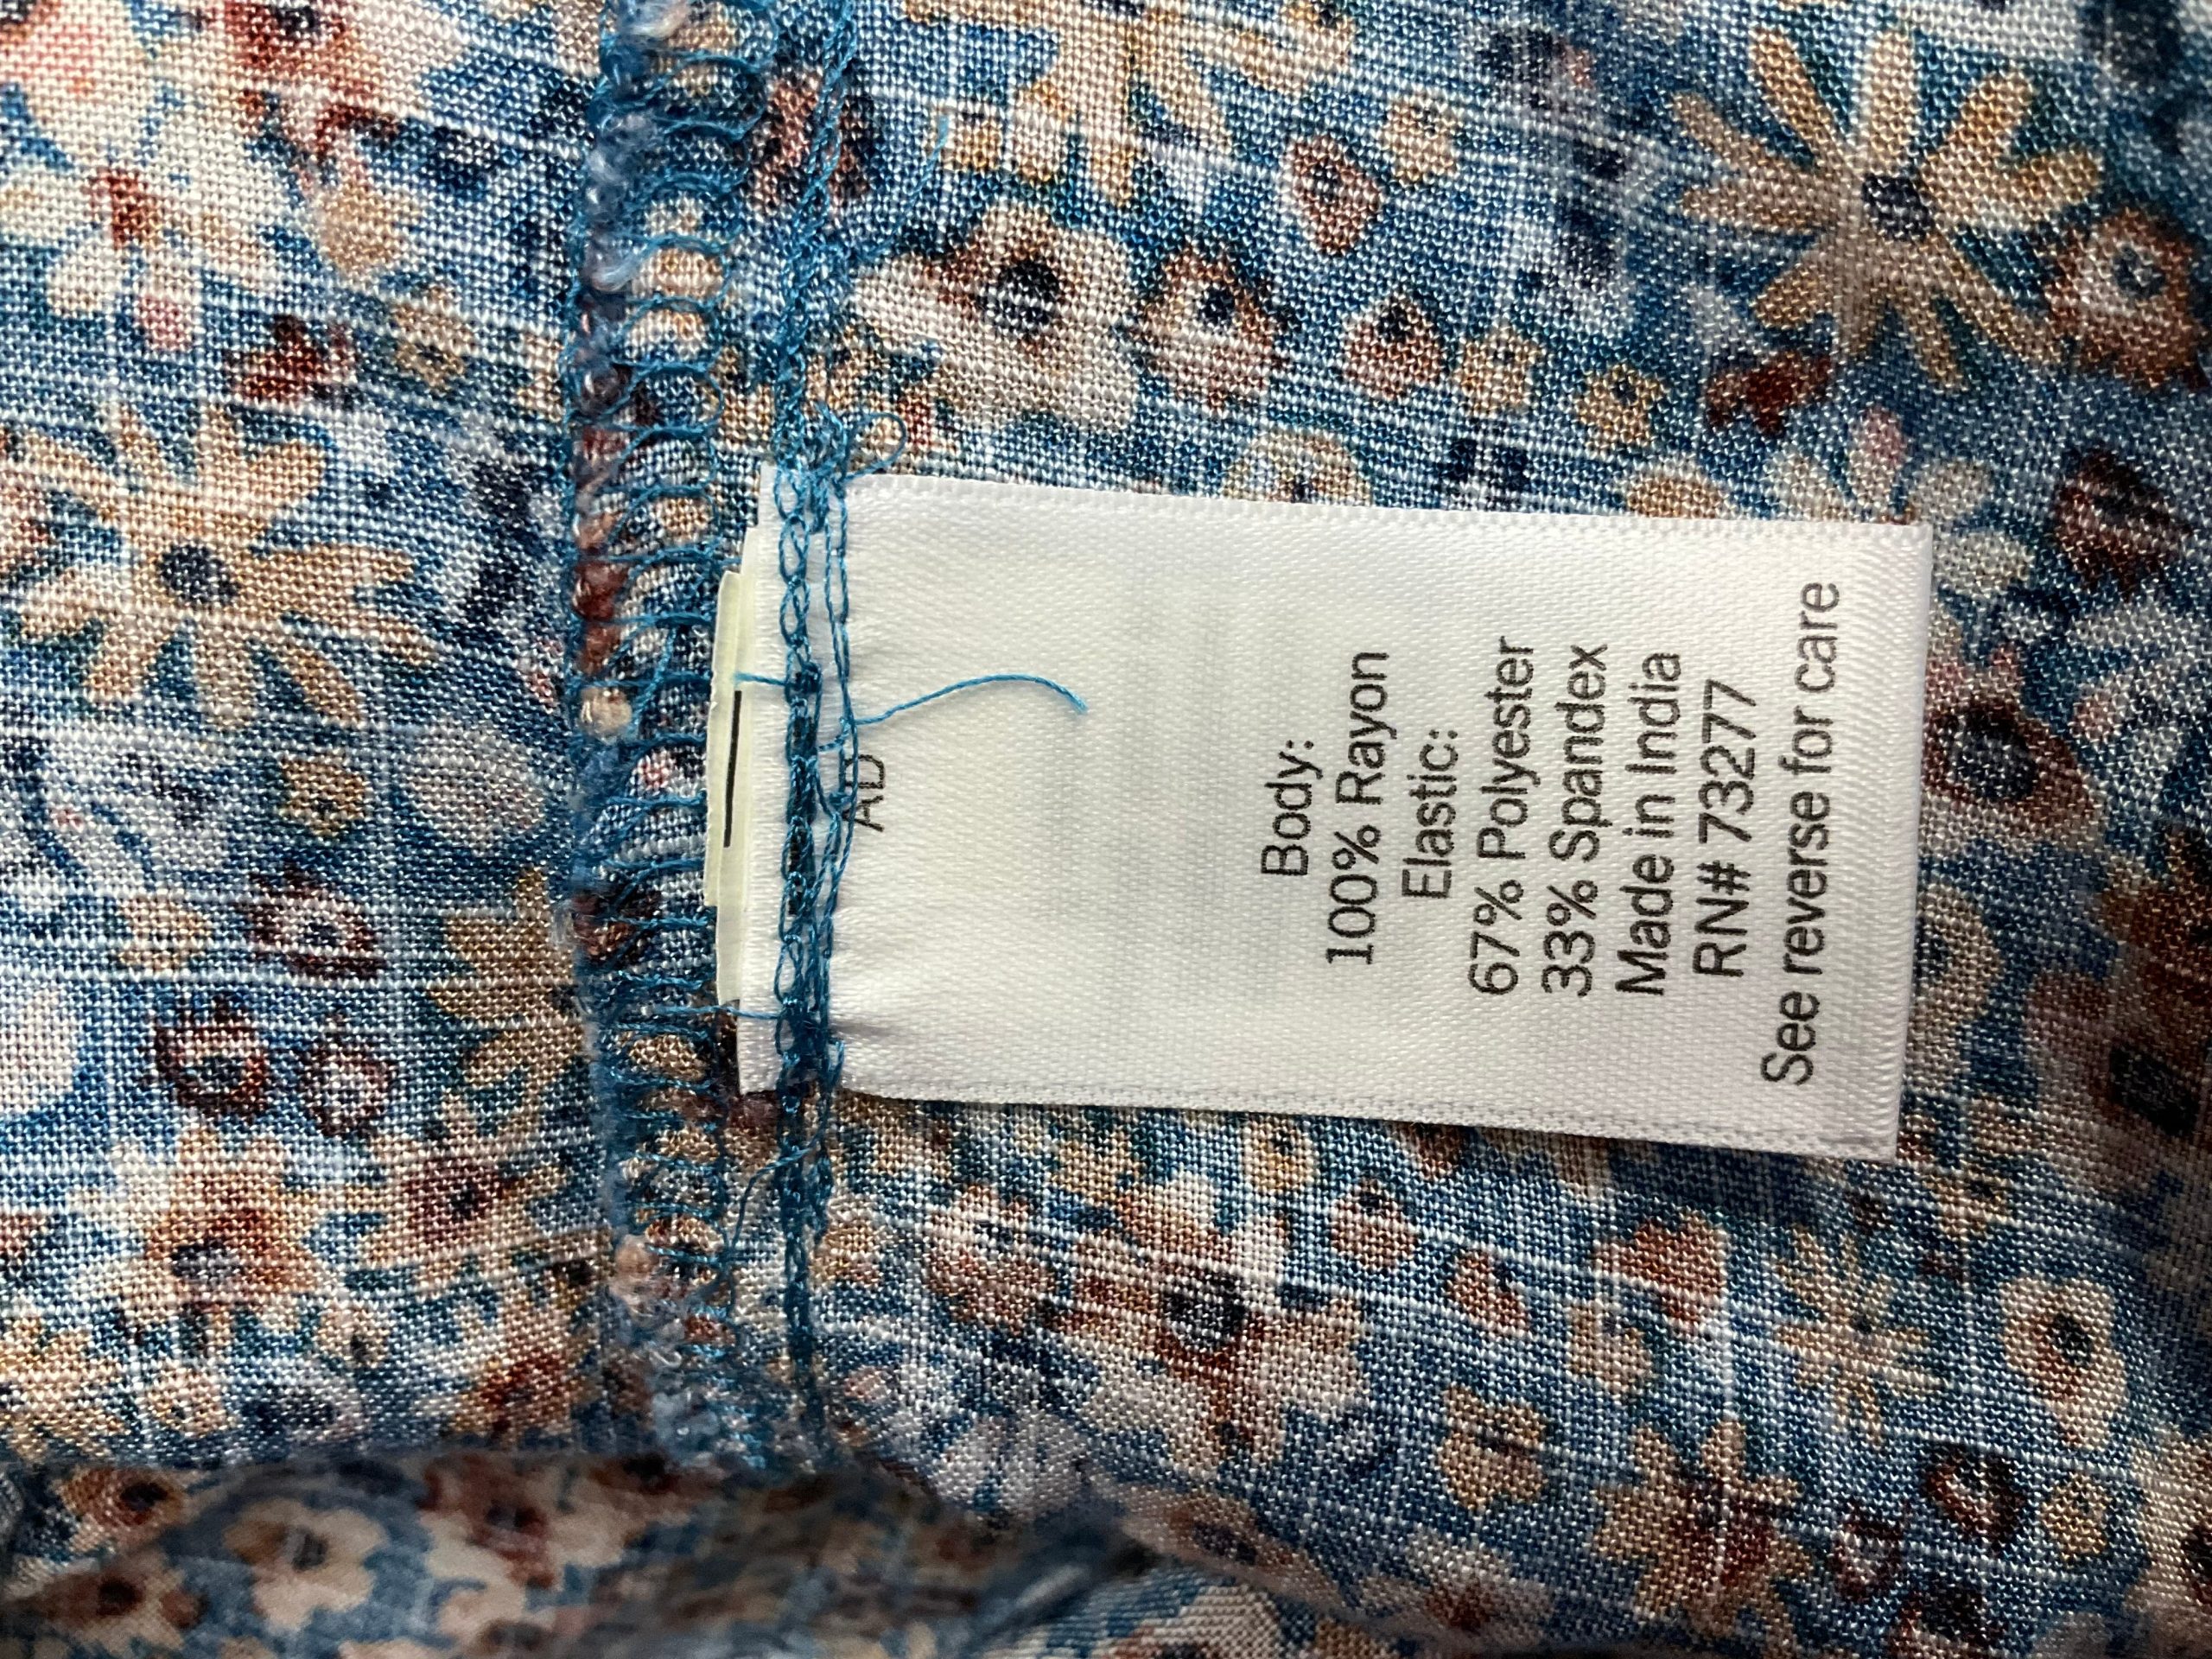 AD
Body:
100% Rayon
Elastic:
67% Polyester
33% Spandex
Made in India
RN# 73277
See reverse for care